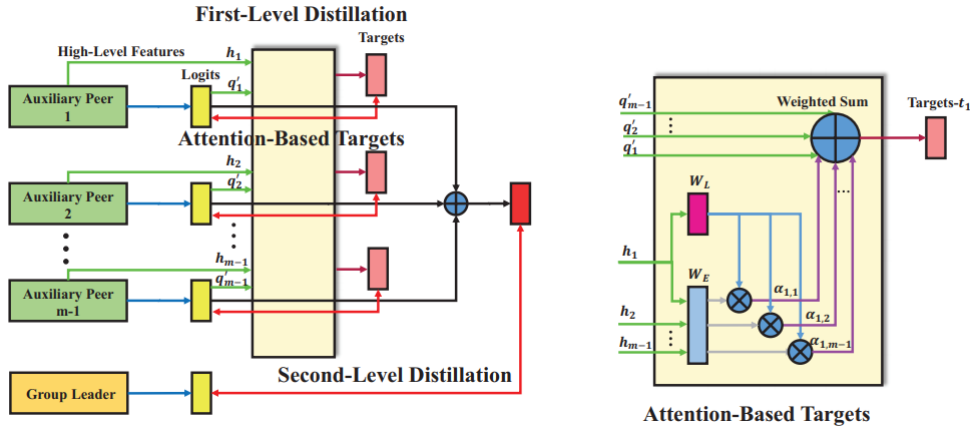 First-Level Distillation
High-Level Features
h₁
Targets
Logits
q′₁
Auxiliary Peer
1
Attention-Based Targets
h₂
q′₂
Auxiliary Peer
2
⋮
hₘ₋₁
q′ₘ₋₁
Auxiliary Peer
m-1
Second-Level Distillation
Group Leader
q′ₘ₋₁
⋮
q′₂
q′₁
Weighted Sum
Targets-t₁
...
W_L
h₁
W_E
α₁,₁
h₂
α₁,₂
⋮
hₘ₋₁
α₁,ₘ₋₁
Attention-Based Targets